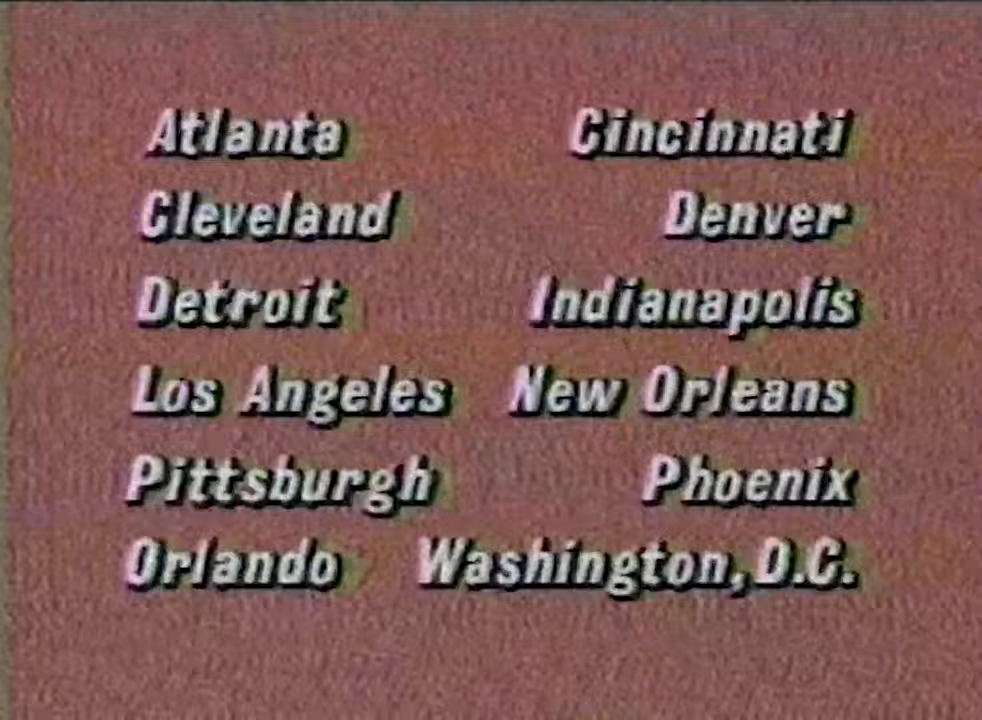 Atlanta Cincinnati
Cleveland Denver
Detroit Indianapolis
Los Angeles New Orleans
Pittsburgh Phoenix
Orlando Washington, D.C.